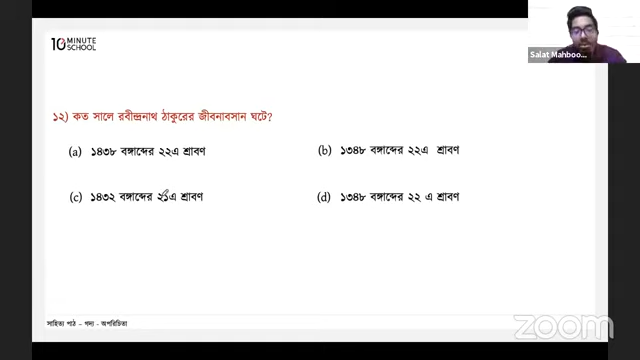 10 MINUTE SCHOOL
Salat Mahboo...
১২) কত সালে রবীন্দ্রনাথ ঠাকুরের জীবনাবসান ঘটে?
(a) ১৪৩৮ বঙ্গাব্দের ২২এ শ্রাবণ
(b) ১৩৪৮ বঙ্গাব্দের ২২এ শ্রাবণ
(c) ১৪৩২ বঙ্গাব্দের ২১এ শ্রাবণ
(d) ১৩৪৮ বঙ্গাব্দের ২২ এ শ্রাবণ
সাহিত্য পাঠ – গদ্য - অপরিচিতা
zoom